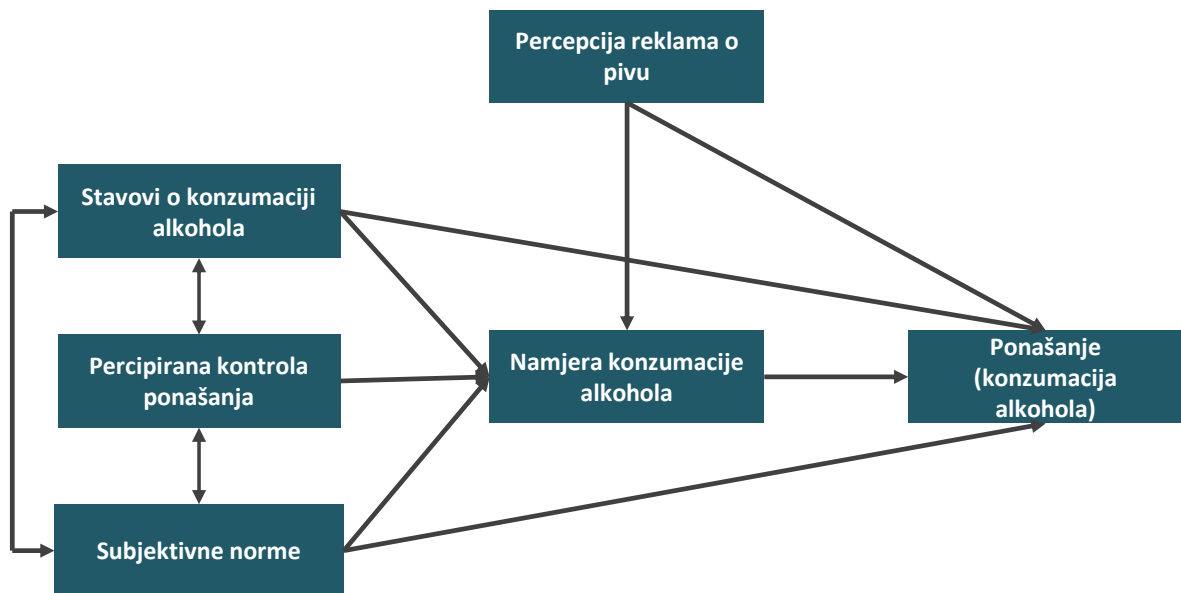 Percepcija reklama o
pivu
Stavovi o konzumaciji
alkohola
Percipirana kontrola
ponašanja
Namjera konzumacije
alkohola
Ponašanje
(konzumacija
alkohola)
Subjektivne norme